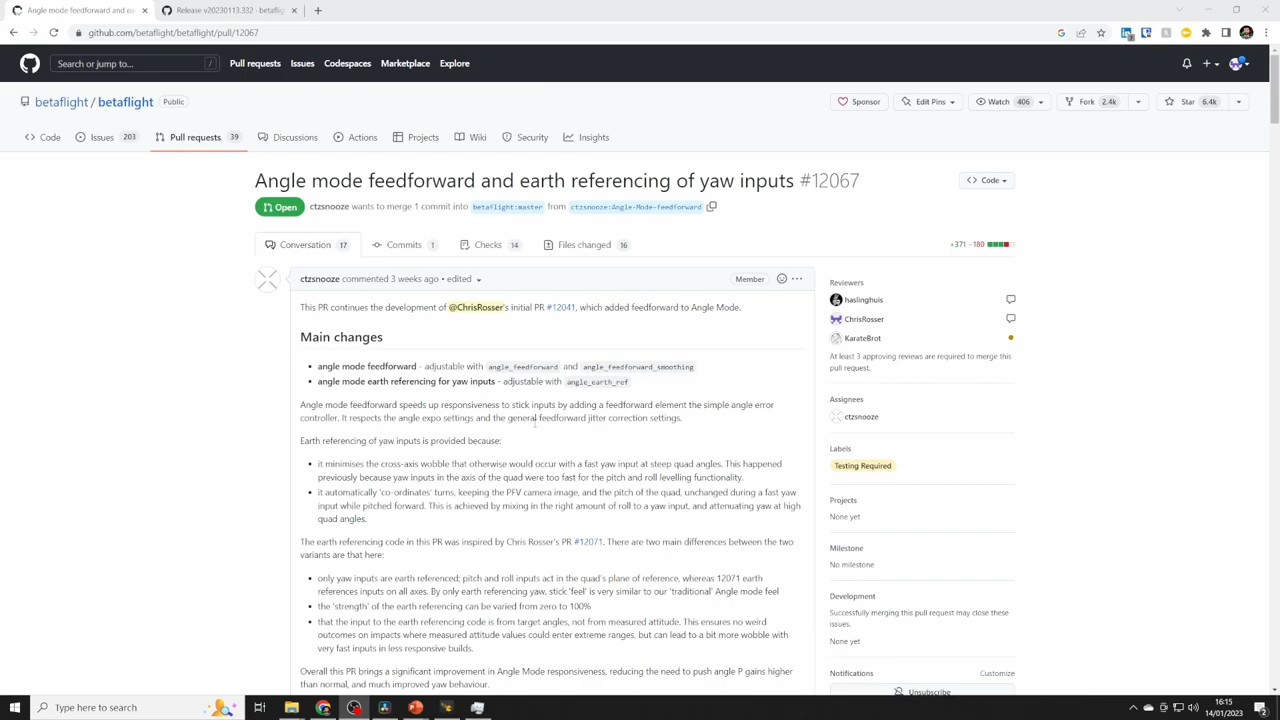 Angle mode feedforward and ea
Release v20230113.332 · betafligh
github.com/betaflight/betaflight/pull/12067
Search or jump to...
/
Pull requests
Issues
Codespaces
Marketplace
Explore
betaflight / betaflight
Public
Sponsor
Edit Pins
Watch 406
Fork 2.4k
Star 6.4k
Code
Issues 203
Pull requests 39
Discussions
Actions
Projects
Wiki
Security
Insights
Angle mode feedforward and earth referencing of yaw inputs #12067
<> Code
Open
ctzsnooze wants to merge 1 commit into betaflight:master from ctzsnooze:Angle-Mode-feedforward
Conversation 17
Commits 1
Checks 14
Files changed 16
+371 −180
ctzsnooze commented 3 weeks ago • edited
Member
This PR continues the development of @ChrisRosser's initial PR #12041, which added feedforward to Angle Mode.
Main changes
• angle mode feedforward - adjustable with angle_feedforward and angle_feedforward_smoothing
• angle mode earth referencing for yaw inputs - adjustable with angle_earth_ref
Angle mode feedforward speeds up responsiveness to stick inputs by adding a feedforward element the simple angle error
controller. It respects the angle expo settings and the general feedforward jitter correction settings.
Earth referencing of yaw inputs is provided because:
• it minimises the cross-axis wobble that otherwise would occur with a fast yaw input at steep quad angles. This happened
previously because yaw inputs in the axis of the quad were too fast for the pitch and roll levelling functionality.
• it automatically 'co-ordinates' turns, keeping the PFV camera image, and the pitch of the quad, unchanged during a fast yaw
input while pitched forward. This is achieved by mixing in the right amount of roll to a yaw input, and attenuating yaw at high
quad angles.
The earth referencing code in this PR was inspired by Chris Rosser's PR #12071. There are two main differences between the two
variants are that here:
• only yaw inputs are earth referenced; pitch and roll inputs act in the quad's plane of reference, whereas 12071 earth
references inputs on all axes. By only earth referencing yaw, stick 'feel' is very similar to our 'traditional' Angle mode feel
• the 'strength' of the earth referencing can be varied from zero to 100%
• that the input to the earth referencing code is from target angles, not from measured attitude. This ensures no weird
outcomes on impacts where measured attitude values could enter extreme ranges, but can lead to a bit more wobble with
very fast inputs in less responsive builds.
Overall this PR brings a significant improvement in Angle Mode responsiveness, reducing the need to push angle P gains higher
than normal, and much improved yaw behaviour.
Reviewers
haslinghuis
ChrisRosser
KarateBrot
At least 3 approving reviews are required to merge this
pull request.
Assignees
ctzsnooze
Labels
Testing Required
Projects
None yet
Milestone
No milestone
Development
Successfully merging this pull request may close these
issues.
None yet
Notifications
Customize
Unsubscribe
Type here to search
16:15
14/01/2023
2